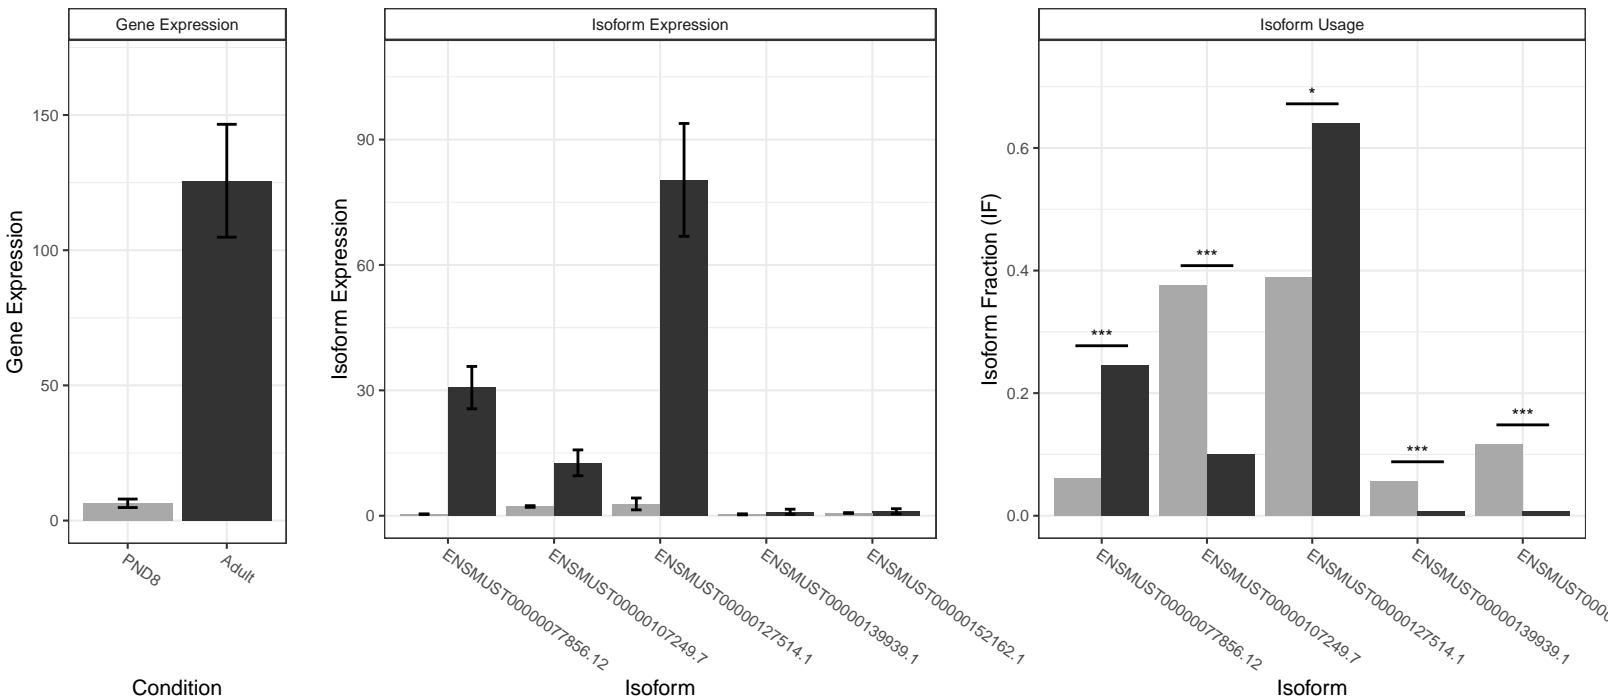 Gene Expression
Gene Expression
150
100
50
0
PND8
Adult
Condition
Isoform Expression
Isoform Expression
90
60
30
0
ENSMUST00000077856.12
ENSMUST00000107249.7
ENSMUST00000127514.1
ENSMUST00000139939.1
ENSMUST00000152162.1
Isoform
Isoform Usage
Isoform Fraction (IF)
0.6
0.4
0.2
0.0
***
***
*
***
***
ENSMUST00000077856.12
ENSMUST00000107249.7
ENSMUST00000127514.1
ENSMUST00000139939.1
Isoform